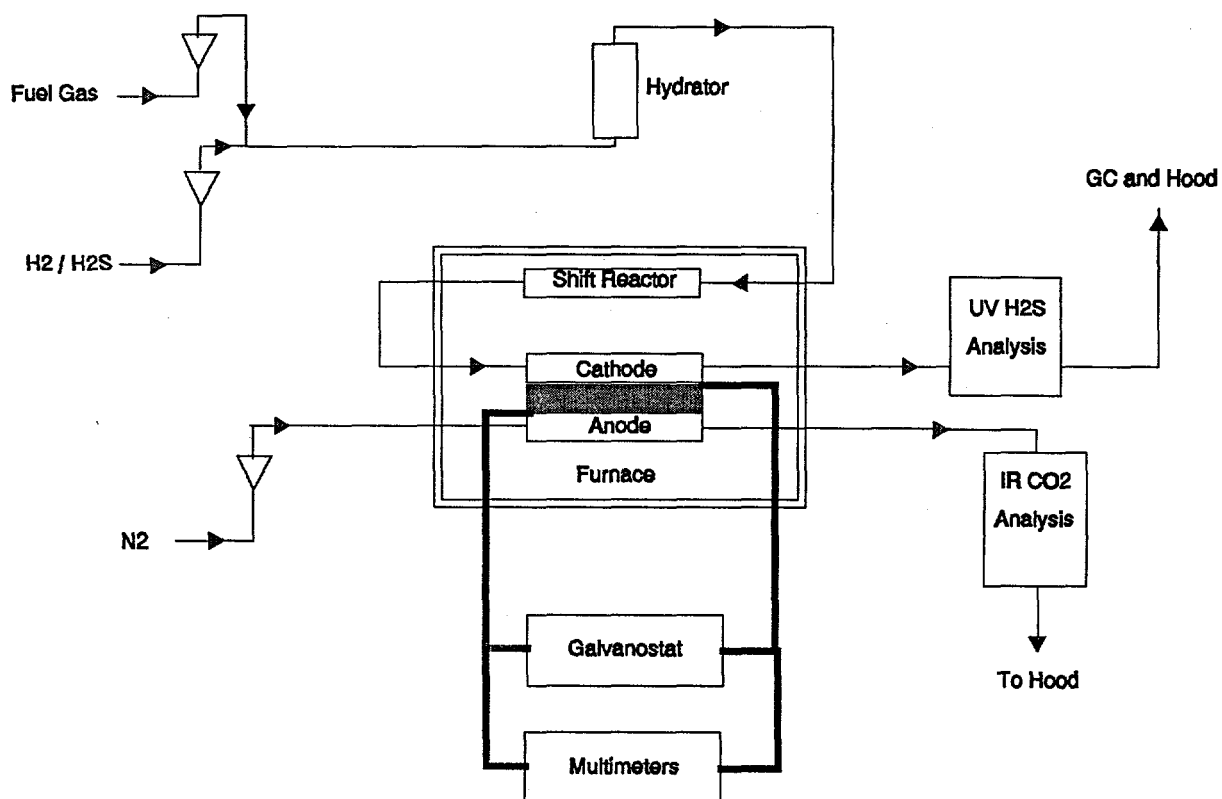 Fuel Gas
Hydrator
GC and Hood
H2 / H2S
Shift Reactor
UV H2S
Analysis
Cathode
Anode
Furnace
IR CO2
Analysis
N2
Galvanostat
To Hood
Multimeters